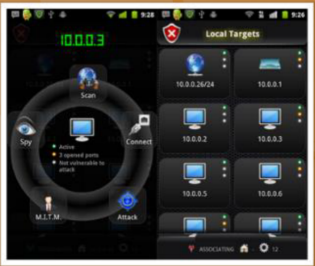 9:28
10.0.0.3
Scan
Spy
Connect
Active
3 opened ports
Not vulnerable to
attack
M.I.T.M.
Attack
9:26
Local Targets
10.0.0.26/24
10.0.0.1
10.0.0.2
10.0.0.3
10.0.0.5
10.0.0.6
ASSOCIATING
12